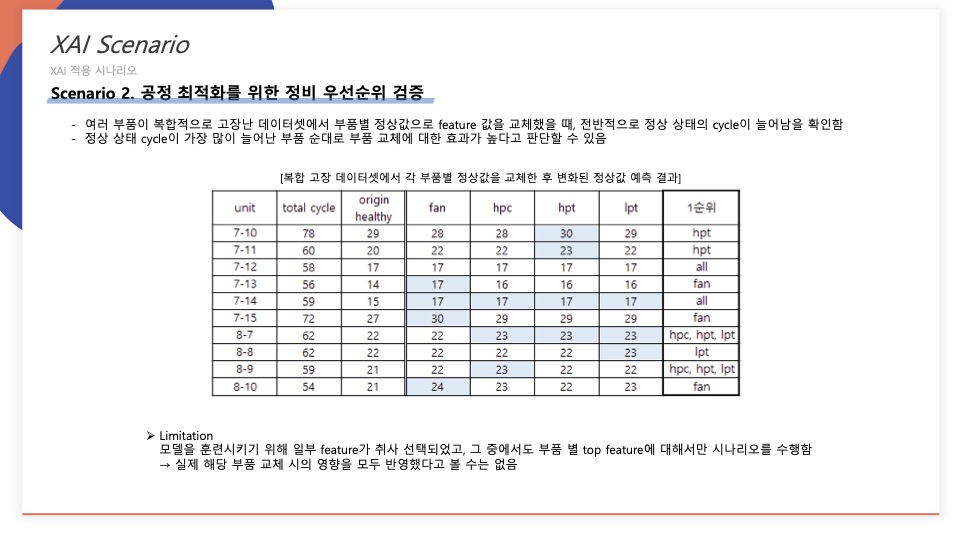 XAI Scenario
XAI 적용 시나리오
Scenario 2. 공정 최적화를 위한 정비 우선순위 검증
- 여러 부품이 복합적으로 고장난 데이터셋에서 부품별 정상값으로 feature 값을 교체했을 때, 전반적으로 정상 상태의 cycle이 늘어남을 확인함
- 정상 상태 cycle이 가장 많이 늘어난 부품 순대로 부품 교체에 대한 효과가 높다고 판단할 수 있음
[복합 고장 데이터셋에서 각 부품별 정상값을 교체한 후 변화된 정상값 예측 결과]
unit total cycle origin healthy fan hpc hpt lpt 1순위
7-10 78 29 28 28 30 29 hpt
7-11 60 20 22 22 23 22 hpt
7-12 58 17 17 17 17 17 all
7-13 56 14 17 16 16 16 fan
7-14 59 15 17 17 17 17 all
7-15 72 27 30 29 29 29 fan
8-7 62 22 22 23 23 23 hpc, hpt, lpt
8-8 62 22 22 22 22 23 lpt
8-9 59 21 22 23 22 22 hpc, hpt, lpt
8-10 54 21 24 23 22 23 fan
➢ Limitation
모델을 훈련시키기 위해 일부 feature가 취사 선택되었고, 그 중에서도 부품 별 top feature에 대해서만 시나리오를 수행함
→ 실제 해당 부품 교체 시의 영향을 모두 반영했다고 볼 수는 없음